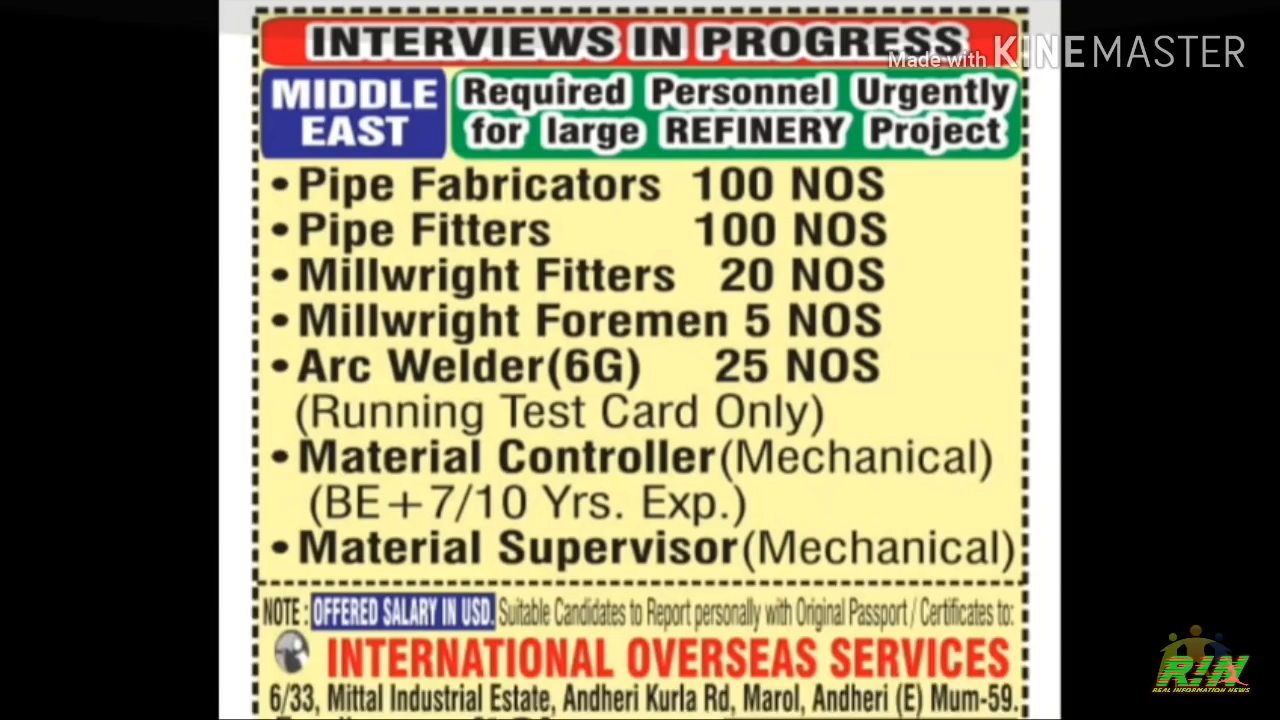 INTERVIEWS IN PROGRESS
Made with KINEMASTER
MIDDLE EAST
Required Personnel Urgently
for large REFINERY Project
• Pipe Fabricators 100 NOS
• Pipe Fitters 100 NOS
• Millwright Fitters 20 NOS
• Millwright Foremen 5 NOS
• Arc Welder(6G) 25 NOS
(Running Test Card Only)
• Material Controller(Mechanical)
(BE+7/10 Yrs. Exp.)
• Material Supervisor(Mechanical)
NOTE : OFFERED SALARY IN USD. Suitable Candidates to Report personally with Original Passport / Certificates to:
INTERNATIONAL OVERSEAS SERVICES
6/33, Mittal Industrial Estate, Andheri Kurla Rd, Marol, Andheri (E) Mum-59.
RIN
REAL INFORMATION NEWS